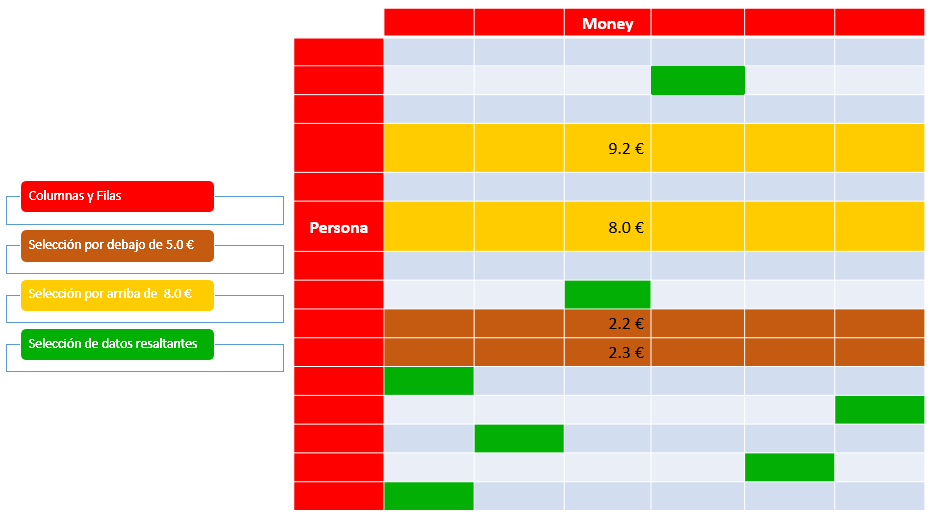 Money
9.2 €
Columnas y Filas
Persona
8.0 €
Selección por debajo de 5.0 €
Selección por arriba de  8.0 €
2.2 €
Selección de datos resaltantes
2.3 €